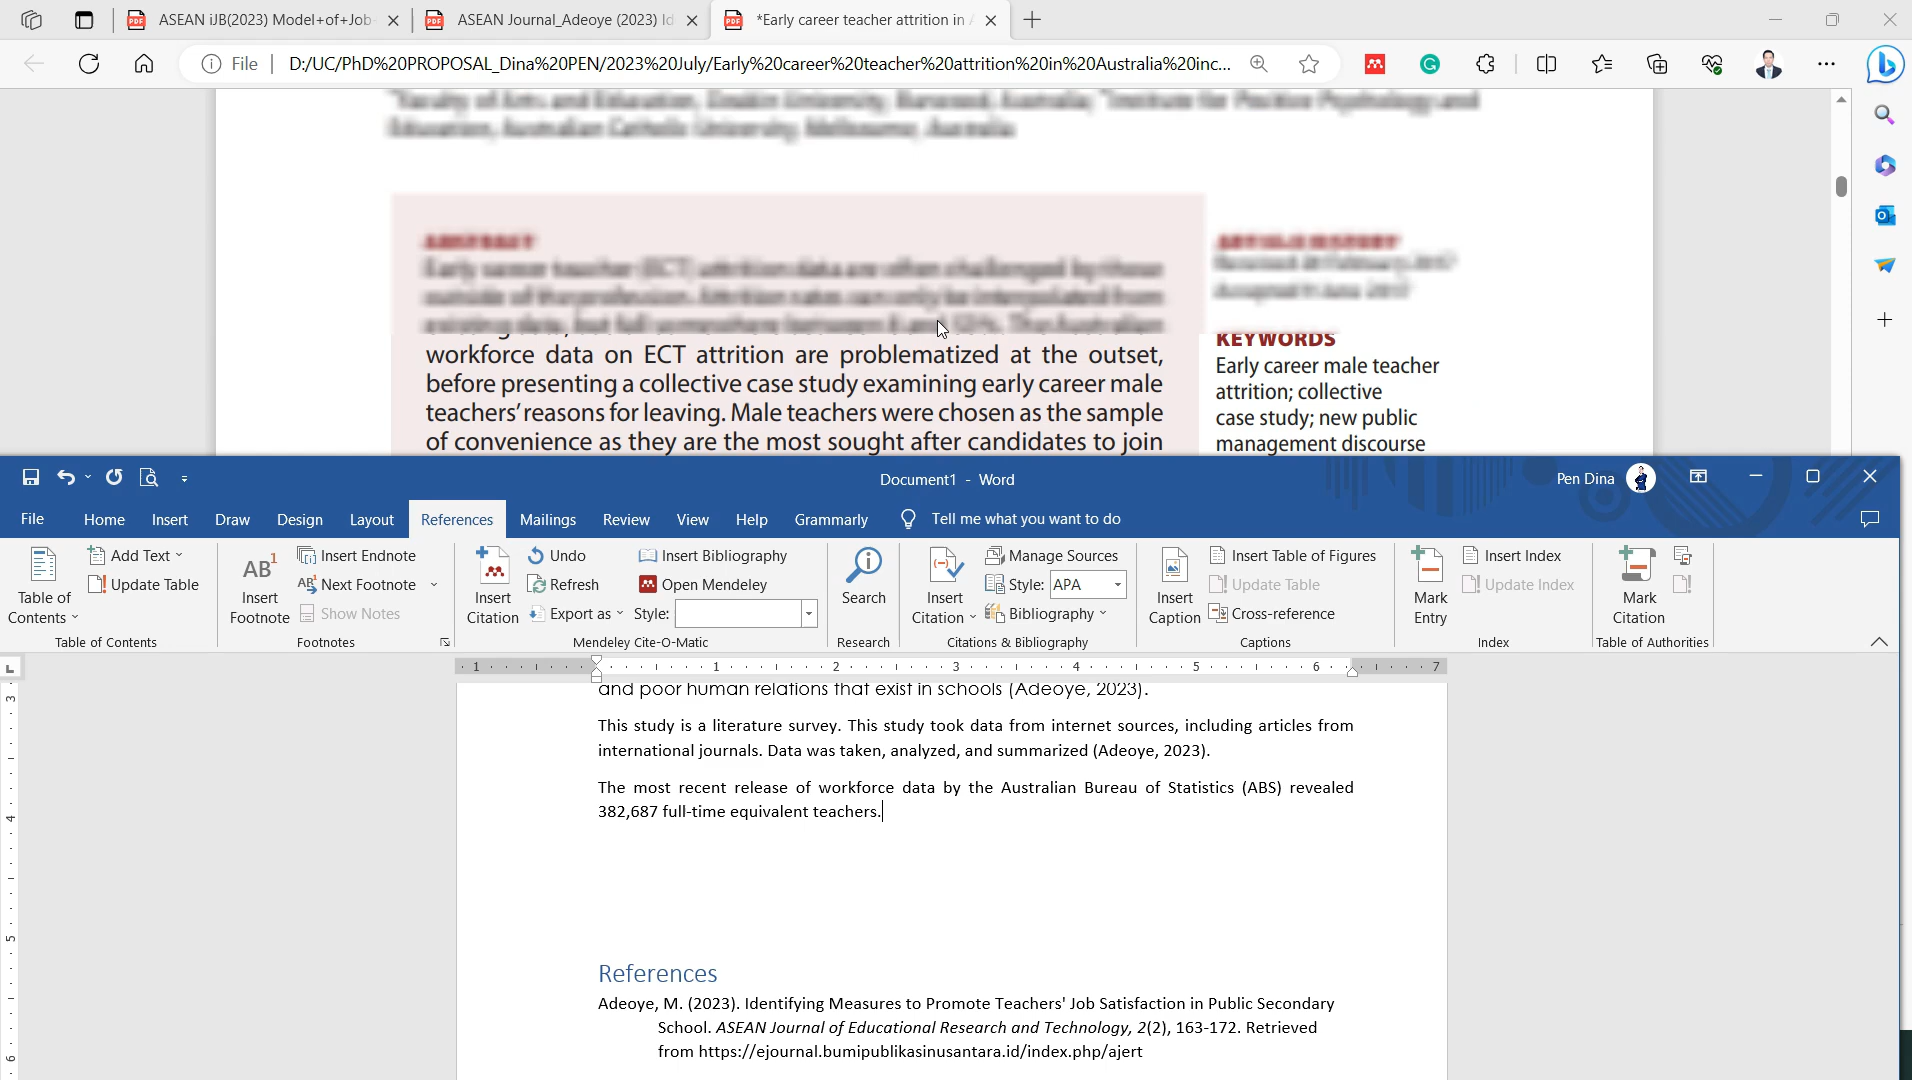 ASEAN iJB(2023) Model+of+Job
ASEAN Journal_Adeoye (2023) Id
*Early career teacher attrition in
File
D:/UC/PhD%20PROPOSAL_Dina%20PEN/2023%20July/Early%20career%20teacher%20attrition%20in%20Australia%20inc...
workforce data on ECT attrition are problematized at the outset,
before presenting a collective case study examining early career male
teachers' reasons for leaving. Male teachers were chosen as the sample
of convenience as they are the most sought after candidates to join
KEYWORDS
Early career male teacher
attrition; collective
case study; new public
management discourse
Document1 - Word
Pen Dina
File Home Insert Draw Design Layout References Mailings Review View Help Grammarly Tell me what you want to do
Table of
Contents
Add Text
Update Table
Table of Contents
AB1
Insert
Footnote
Insert Endnote
Next Footnote
Show Notes
Footnotes
Insert
Citation
Undo
Refresh
Export as
Insert Bibliography
Open Mendeley
Style:
Mendeley Cite-O-Matic
Search
Research
Insert
Citation
Manage Sources
Style: APA
Bibliography
Citations & Bibliography
Insert
Caption
Insert Table of Figures
Update Table
Cross-reference
Captions
Mark
Entry
Insert Index
Update Index
Index
Mark
Citation
Table of Authorities
1 1 2 3 4 5 6 7
3
4
5
6
and poor human relations that exist in schools (Adeoye, 2023).
This study is a literature survey. This study took data from internet sources, including articles from
international journals. Data was taken, analyzed, and summarized (Adeoye, 2023).
The most recent release of workforce data by the Australian Bureau of Statistics (ABS) revealed
382,687 full-time equivalent teachers.
References
Adeoye, M. (2023). Identifying Measures to Promote Teachers' Job Satisfaction in Public Secondary
School. ASEAN Journal of Educational Research and Technology, 2(2), 163-172. Retrieved
from https://ejournal.bumipublikasinusantara.id/index.php/ajert